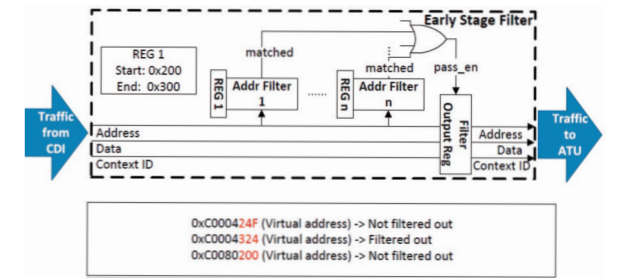 Early Stage Filter
REG 1
Start: 0x200
End: 0x300
matched
matched
pass_en
REG 1
Addr Filter
1
......
REG n
Addr Filter
n
Filter
Output Reg
Traffic
from
CDI
Address
Data
Context ID
Address
Data
Context ID
Traffic
to
ATU
0xC000424F (Virtual address) -> Not filtered out
0xC0004324 (Virtual address) -> Filtered out
0xC0080200 (Virtual address) -> Not filtered out